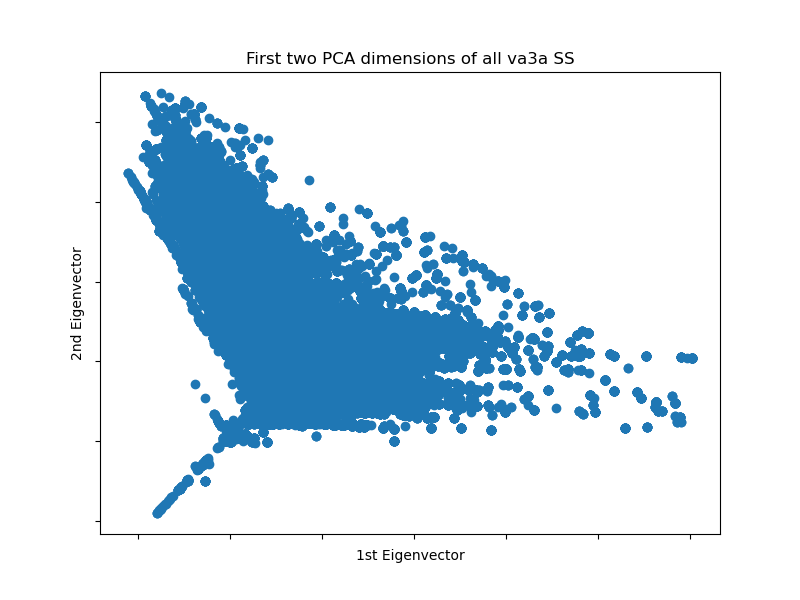 First two PCA dimensions of all va3a SS
2nd Eigenvector
1st Eigenvector